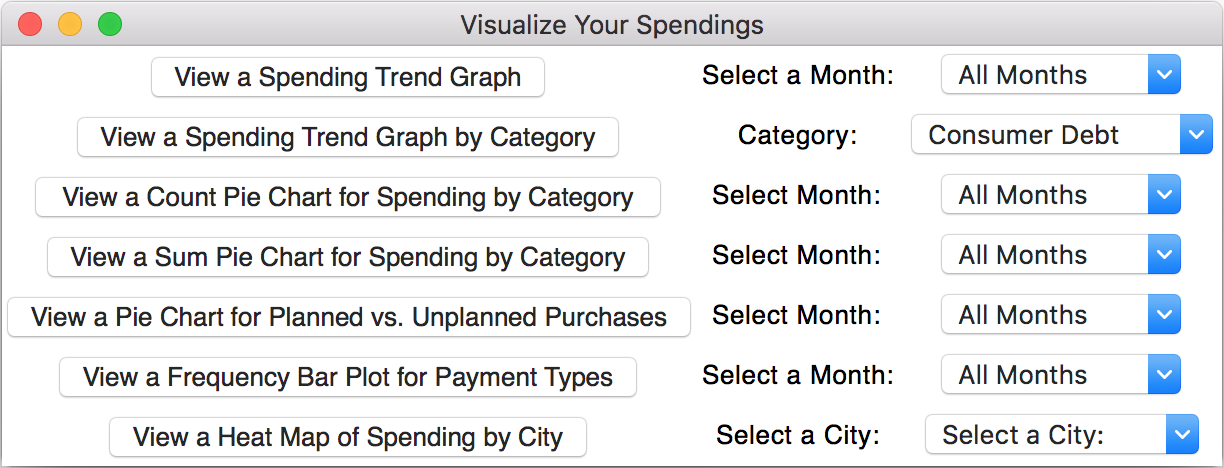 Visualize Your Spendings
View a Spending Trend Graph Select a Month: All Months
View a Spending Trend Graph by Category Category: Consumer Debt
View a Count Pie Chart for Spending by Category Select Month: All Months
View a Sum Pie Chart for Spending by Category Select Month: All Months
View a Pie Chart for Planned vs. Unplanned Purchases Select Month: All Months
View a Frequency Bar Plot for Payment Types Select a Month: All Months
View a Heat Map of Spending by City Select a City: Select a City: